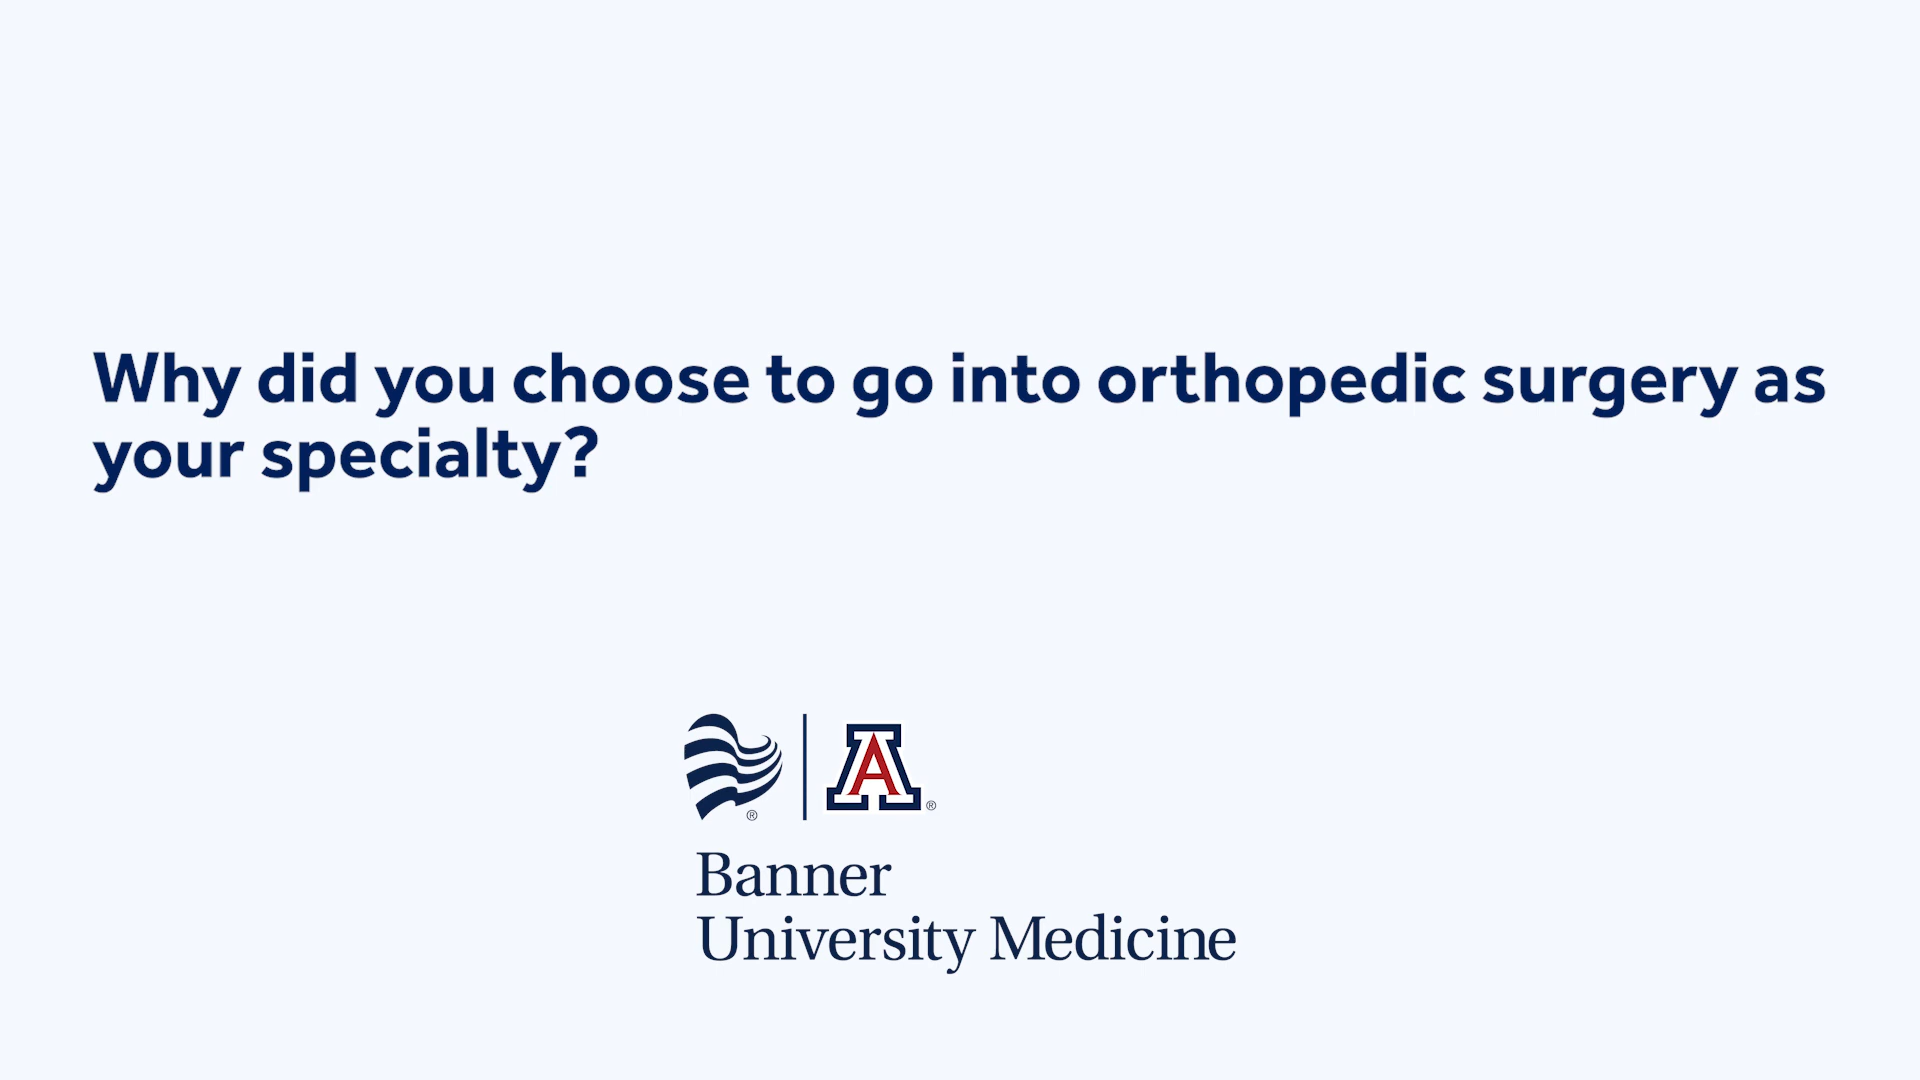 Why did you choose to go into orthopedic surgery as
your specialty?
A
Banner
University Medicine